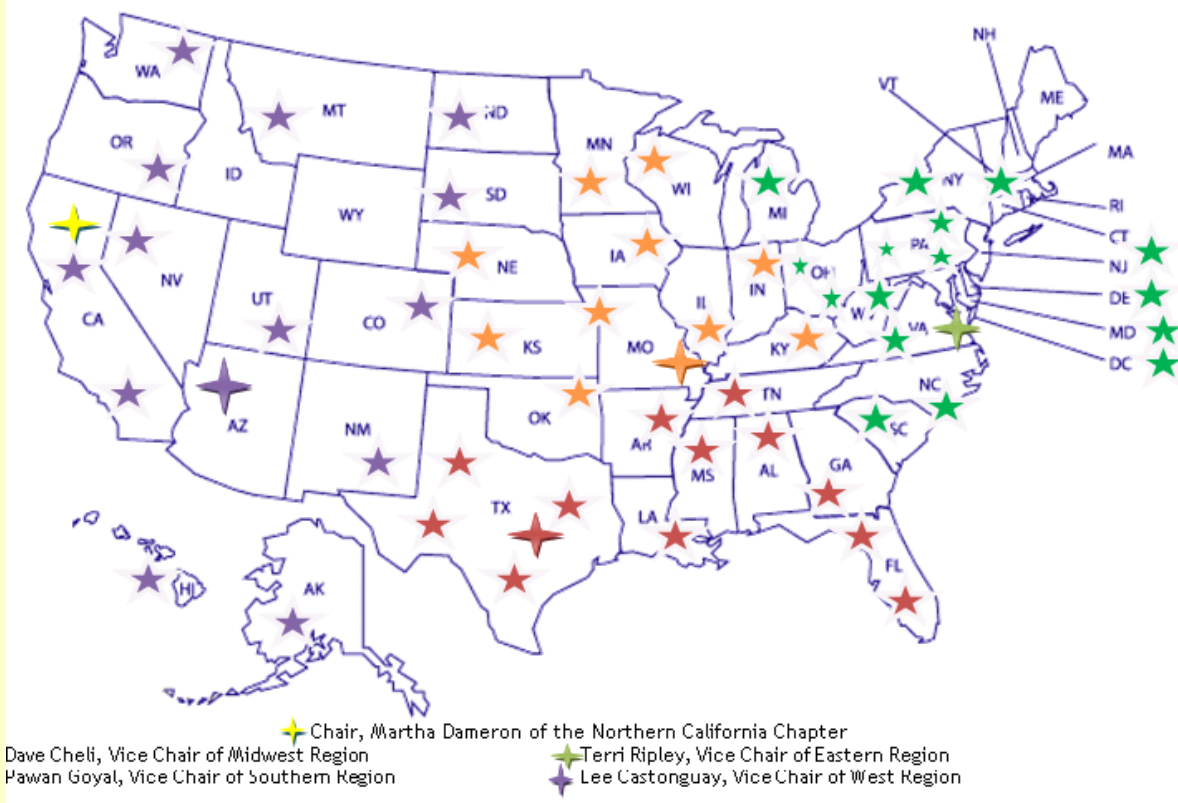 NH
VT
WA
MT
ND
MN
ME
OR
ID
SD
WI
MI
NY
MA
WY
RI
NE
IA
PA
CT
NV
UT
CO
IL
IN
OH
NJ
CA
KS
MO
KY
W
VA
DE
MD
DC
AZ
NM
OK
AR
TN
NC
SC
TX
LA
MS
AL
GA
FL
HI
AK
Chair, Martha Dameron of the Northern California Chapter
Dave Cheli, Vice Chair of Midwest Region
Terri Ripley, Vice Chair of Eastern Region
Pawan Goyal, Vice Chair of Southern Region
Lee Castonguay, Vice Chair of West Region